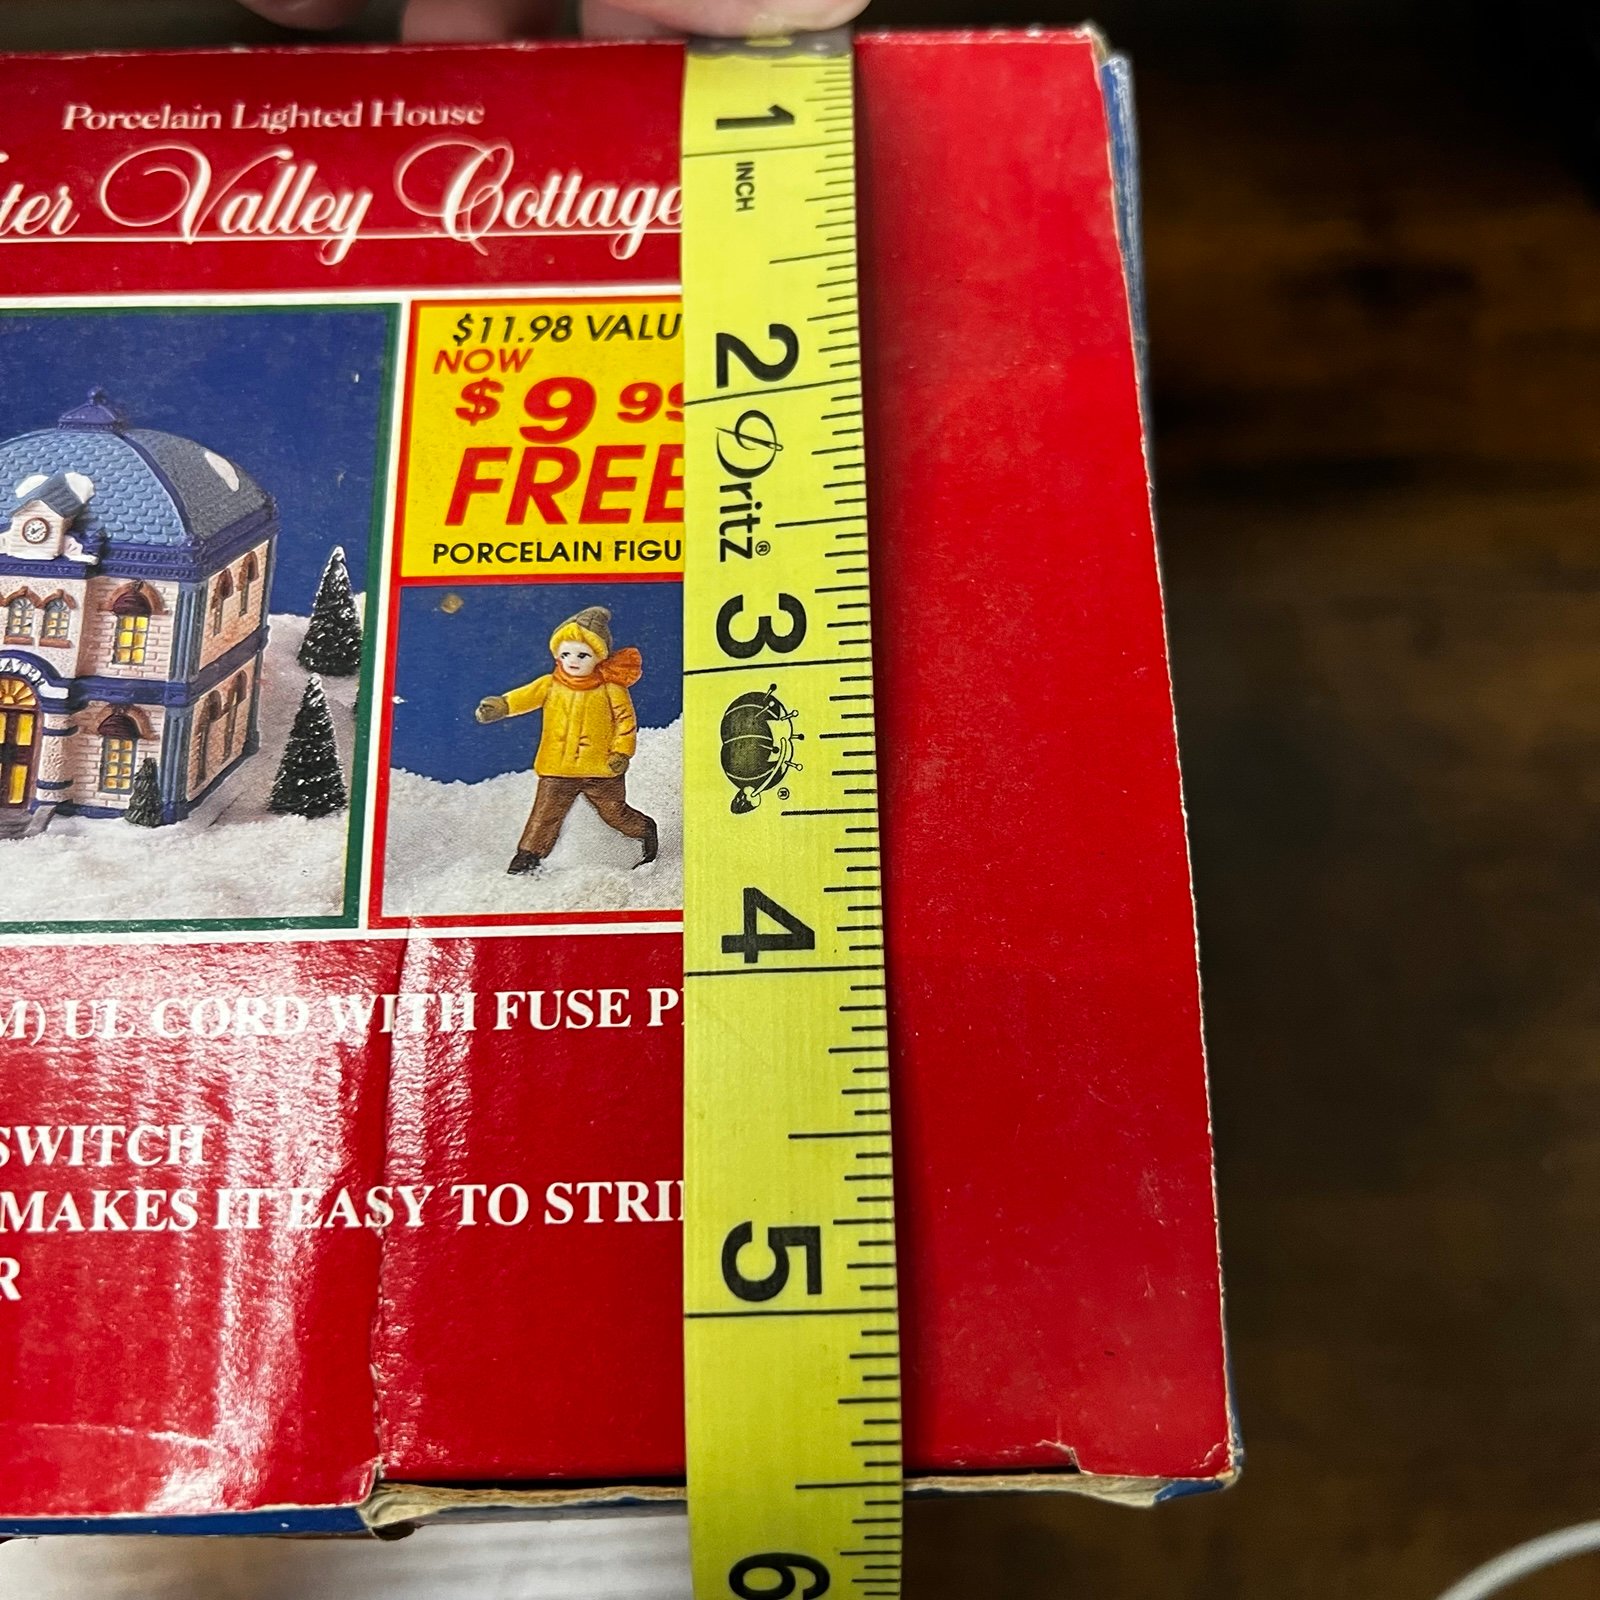 Porcelain Lighted House
ter Valley Cottage
$11.98 VALU
NOW
$9 99
FREE
PORCELAIN FIGU
M) UL CORD WITH FUSE P
SWITCH
MAKES IT EASY TO STRI
R
1
INCH
2
Dritz®
3
®
4
5
6